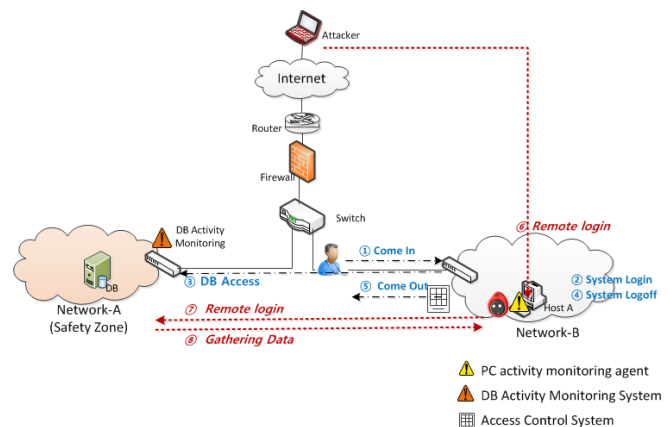 Attacker
Internet
Router
Firewall
Switch
DB Activity
Monitoring
⑥ Remote login
① Come In
③ DB Access
② System Login
④ System Logoff
⑤ Come Out
DB
Host A
Network-A
(Safety Zone)
⑦ Remote login
⑧ Gathering Data
Network-B
PC activity monitoring agent
DB Activity Monitoring System
Access Control System